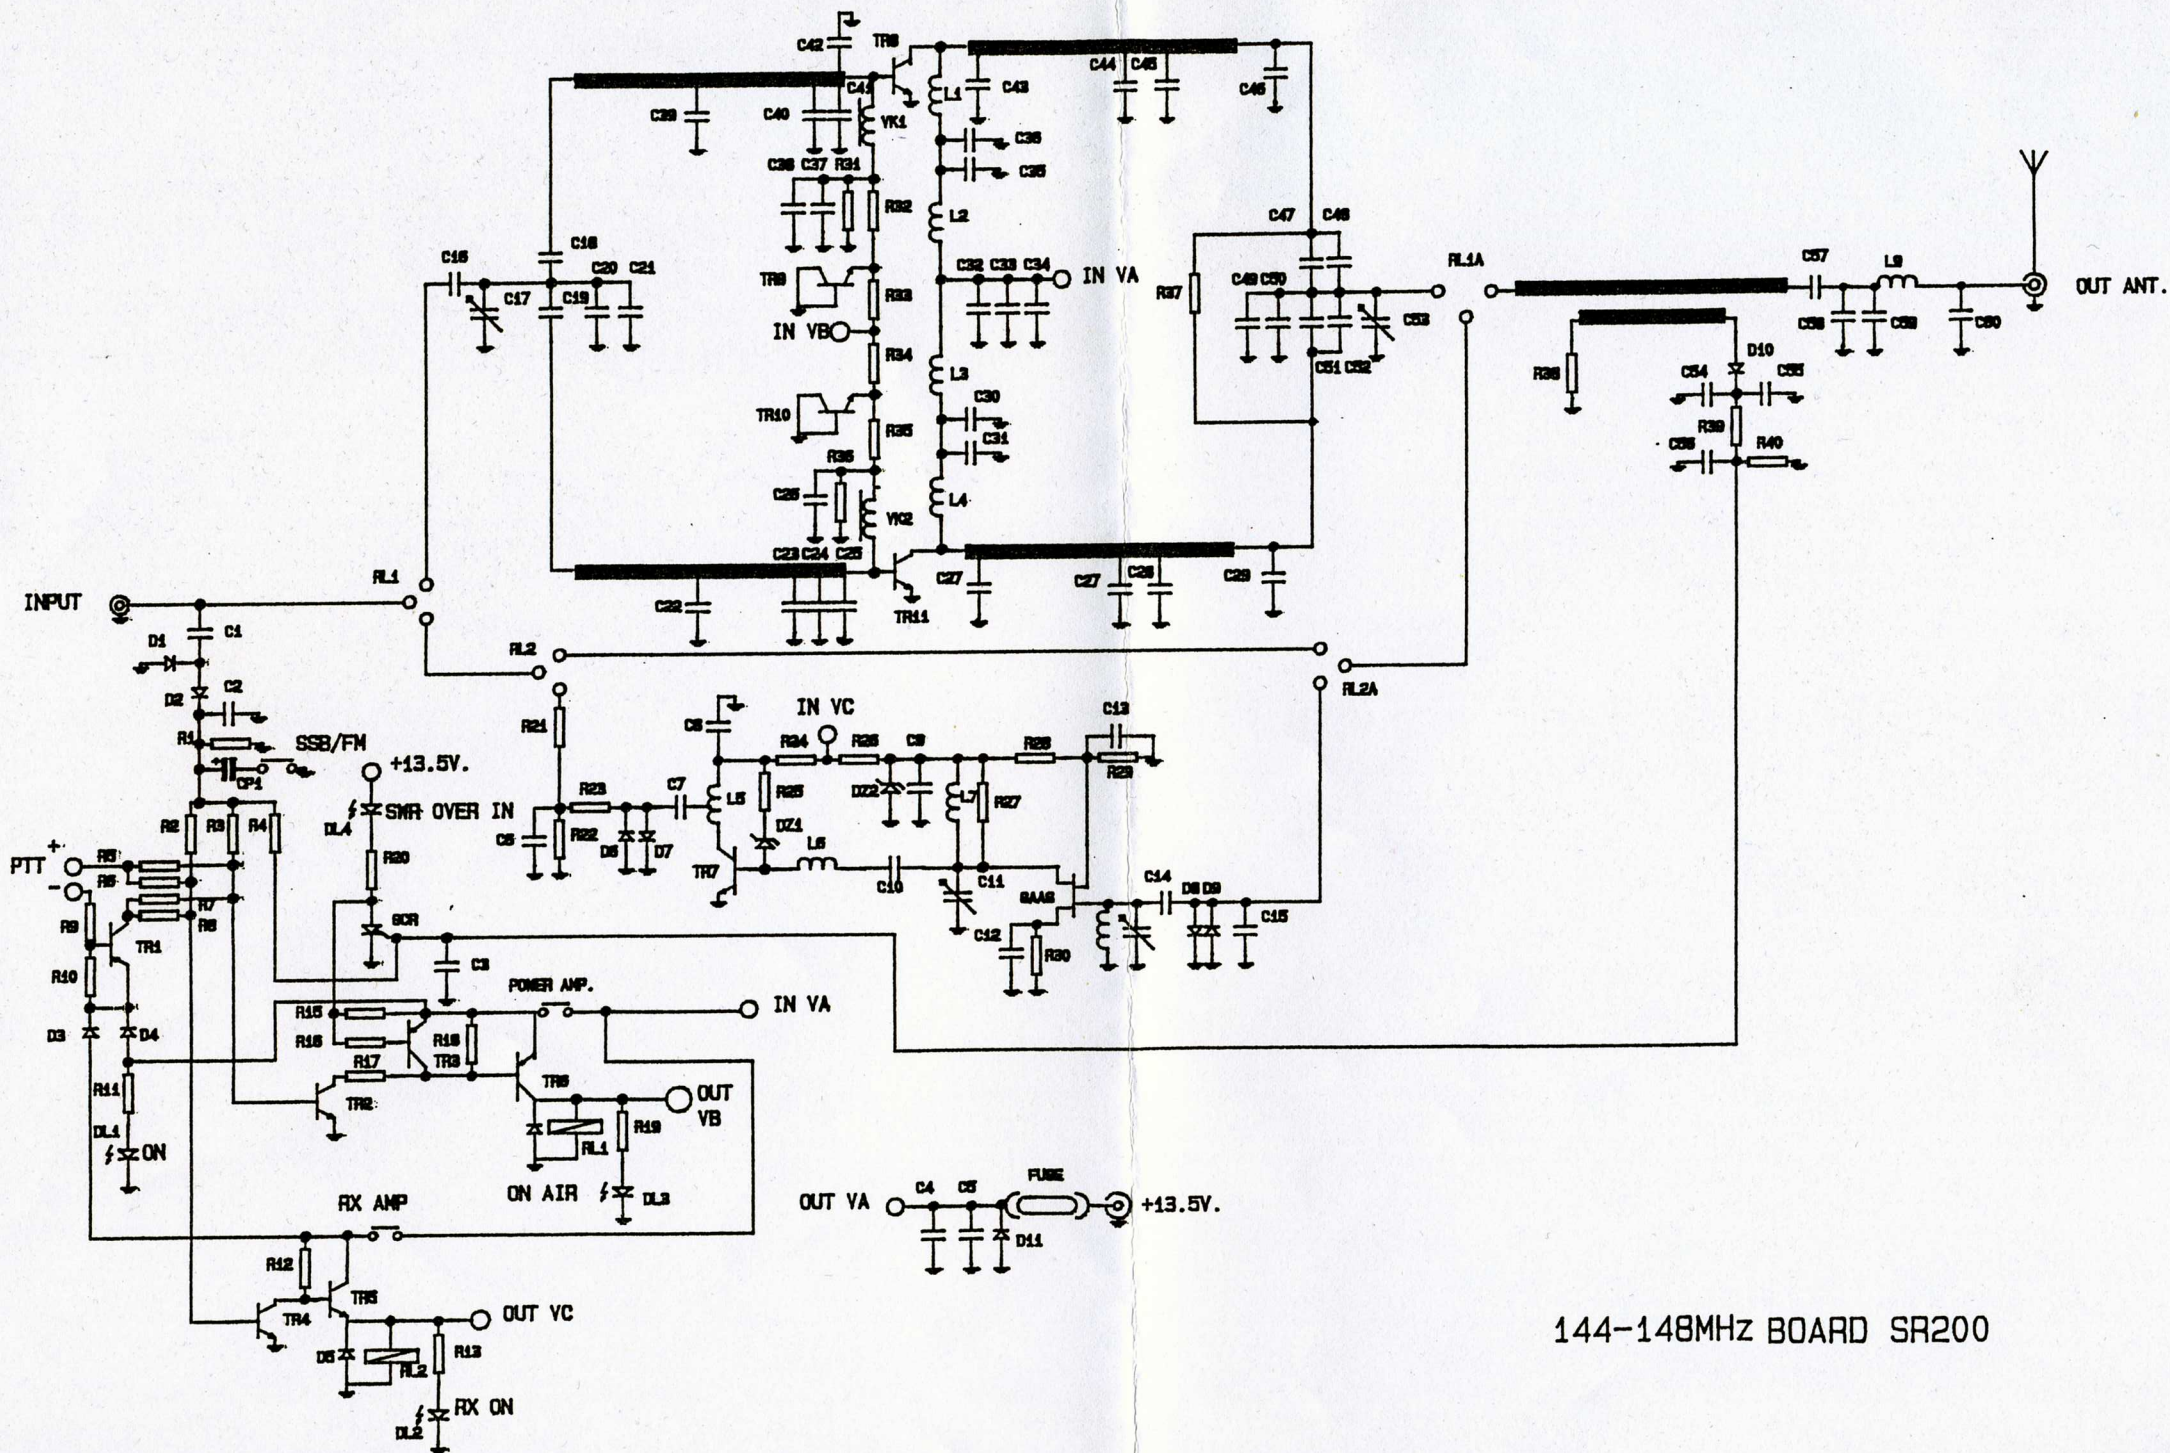 C42
TR8
C44 C45
C43
L1
C39
C40
C41
YK1
C46
C36
C35
C38 C37 R31
R32
L2
C47 C48
C16
C18
C20 C21
C17
C19
TR9
R33
C32 C33 C34
IN VA
RL1A
C57
L9
OUT ANT.
R37
C49 C50
C53
C58
C59
C60
IN VB
R34
L3
C51 C52
R38
D10
C54
C55
TR10
R35
C30
C31
R39
R40
C56
R36
C26
YK2
L4
C23 C24 C25
C22
TR11
C27
C27
C28
C29
INPUT
RL1
C1
D1
D2
C2
RL2
RL2A
R21
C8
IN VC
C13
R1
SSB/FM
CP1
+13.5V.
R24
R26
C9
R28
R29
DL4
SWR OVER IN
R23
C7
L5
R25
DZ2
L7
R27
R2
R3
R4
C6
R22
D6
D7
DZ1
L6
PTT
+
-
R5
R6
R20
TR7
C10
C11
GAAS
C14
D8 D9
C15
R7
R8
R9
TR1
SCR
R10
C3
C12
R30
POWER AMP.
IN VA
D3
D4
R15
R16
R18
TR3
R17
R11
TR2
TR6
OUT
VB
DL1
ON
RL1
R19
ON AIR
DL3
RX AMP
OUT VA
C4
C5
FUSE
+13.5V.
D11
R12
TR5
TR4
OUT VC
D5
RL2
R13
DL2
RX ON
144-148MHz BOARD SR200